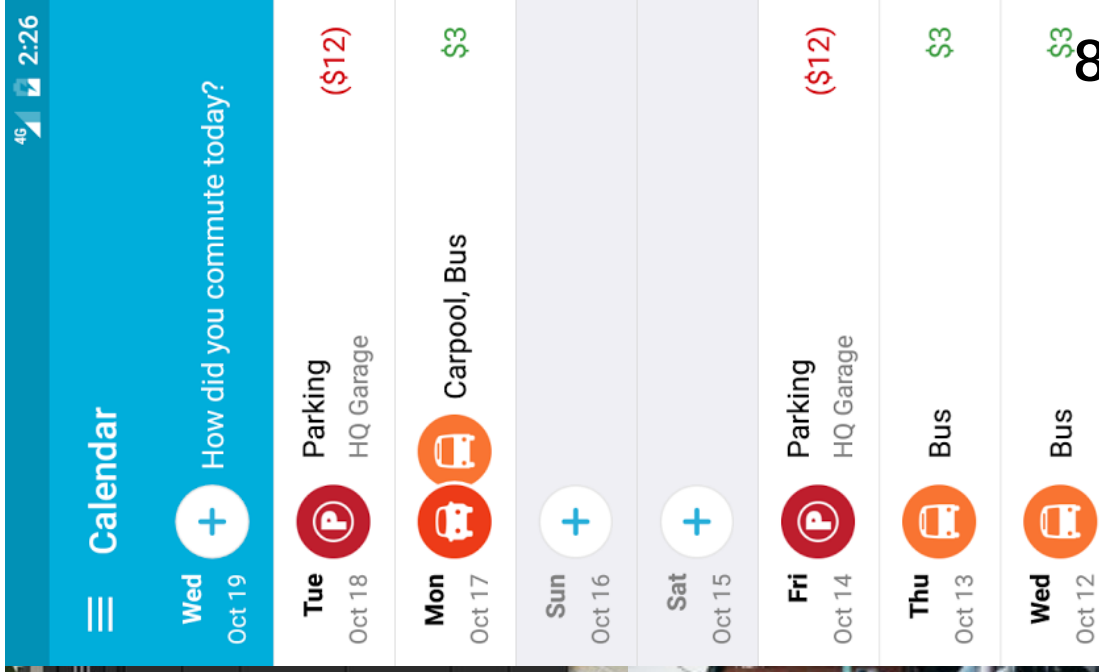 4G 2:26
Calendar
Wed
Oct 19
How did you commute today?
Tue
Oct 18
P
Parking
HQ Garage
($12)
Mon
Oct 17
Carpool, Bus
$3
Sun
Oct 16
Sat
Oct 15
Fri
Oct 14
P
Parking
HQ Garage
($12)
Thu
Oct 13
Bus
$3
Wed
Oct 12
Bus
$3
8